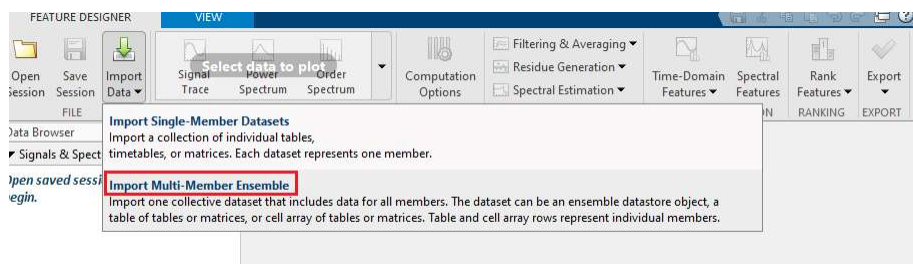 FEATURE DESIGNER
VIEW
Open Session
Save Session
Import Data
Signal Trace
Power Spectrum
Order Spectrum
Select data to plot
Computation Options
Filtering & Averaging
Residue Generation
Spectral Estimation
Time-Domain Features
Spectral Features
Rank Features
Export
FILE
N
RANKING
EXPORT
Data Browser
Signals & Spect
Open saved sessi
egin.
Import Single-Member Datasets
Import a collection of individual tables,
timetables, or matrices. Each dataset represents one member.
Import Multi-Member Ensemble
Import one collective dataset that includes data for all members. The dataset can be an ensemble datastore object, a
table of tables or matrices, or cell array of tables or matrices. Table and cell array rows represent individual members.